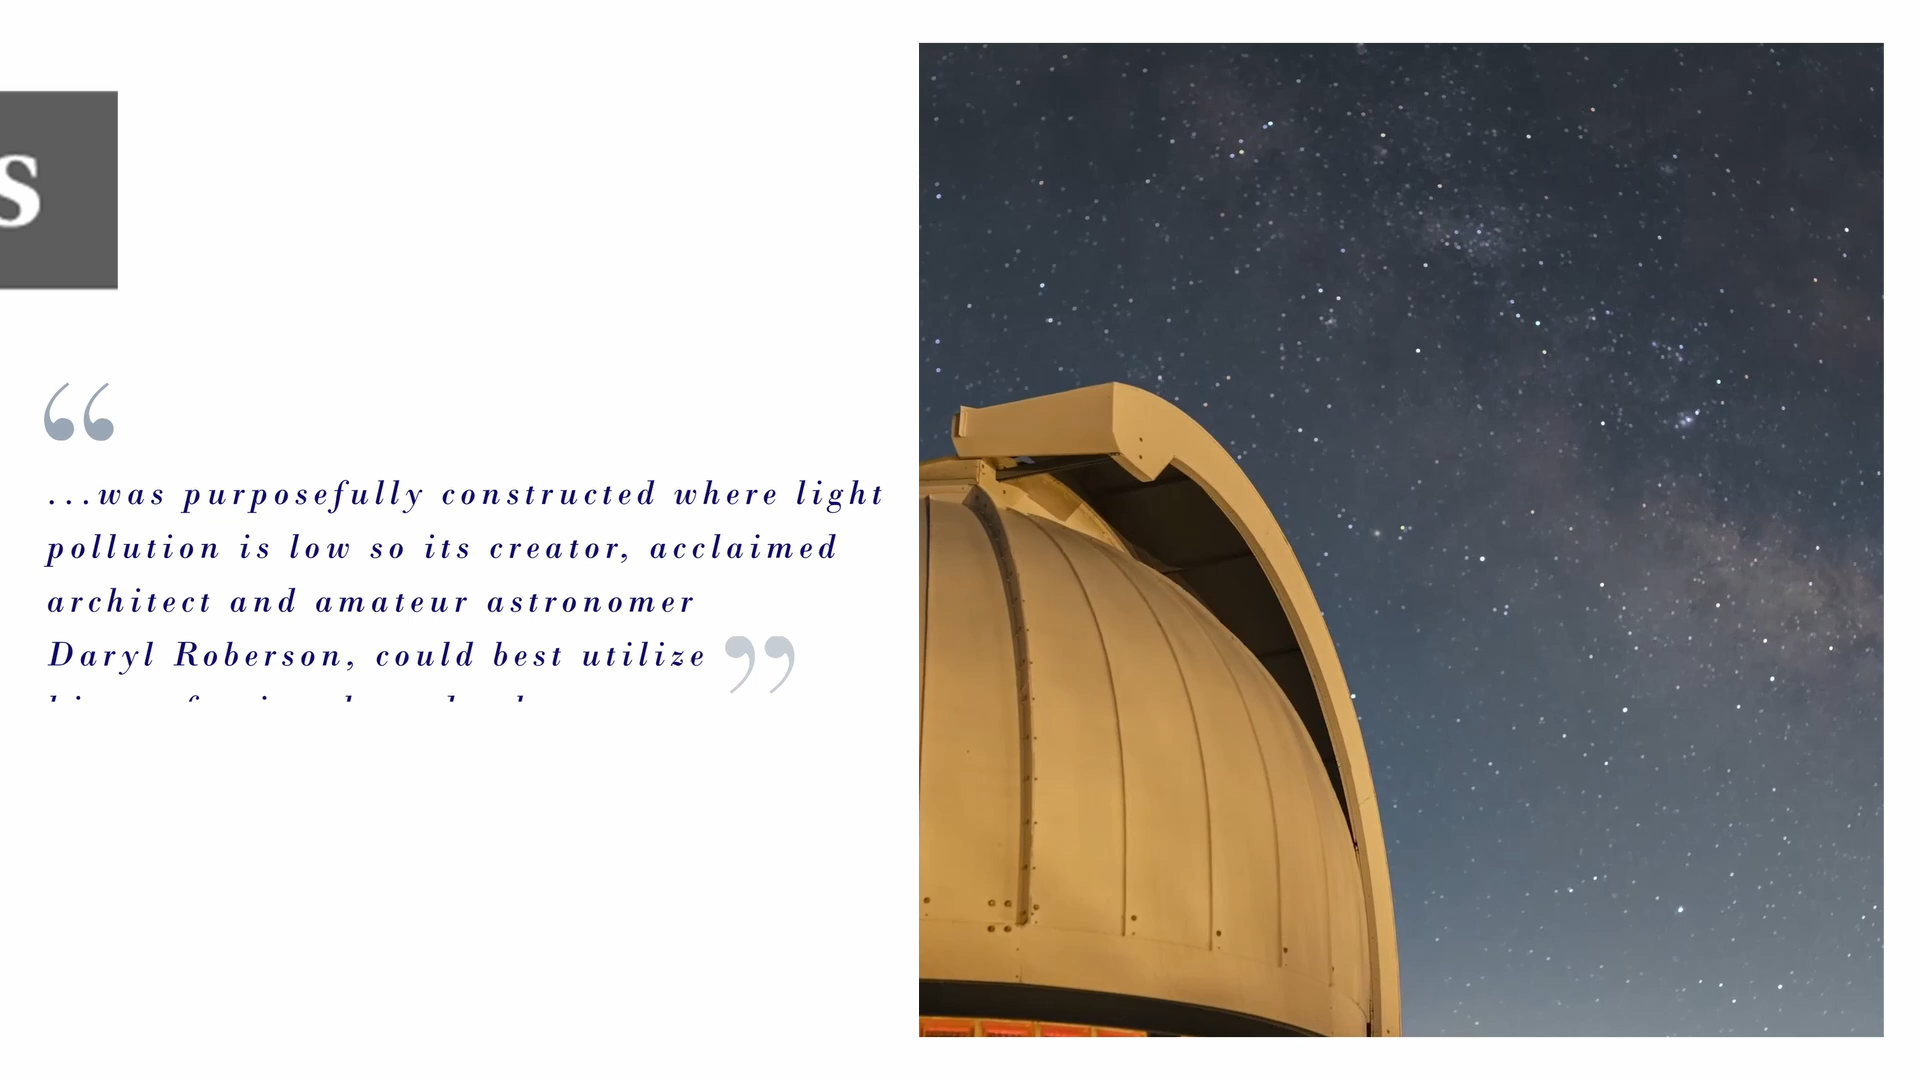 s
“
...was purposefully constructed where light
pollution is low so its creator, acclaimed
architect and amateur astronomer
Daryl Roberson, could best utilize ”